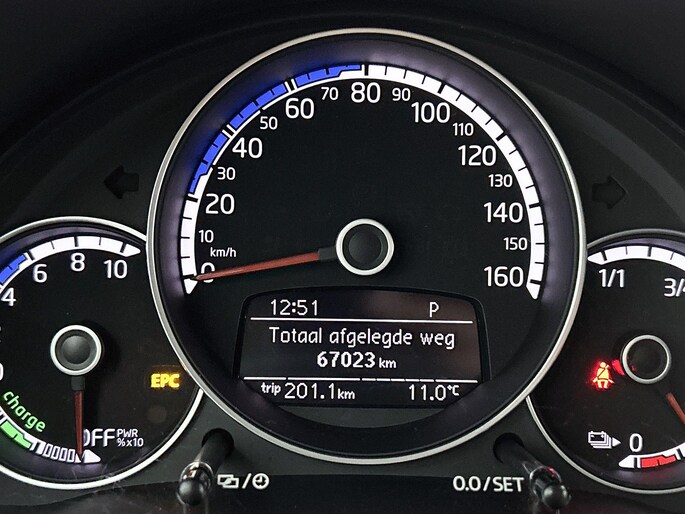 80
70 90
60 100
50 110
40 120
30 130
20 140
10 150
km/h
0 160
4 6 8 10
charge
OFF PWR
%x10
EPC
12:51 P
Totaal afgelegde weg
67023 km
trip 201.1 km 11.0°C
1/1 3/4
0
0.0/SET